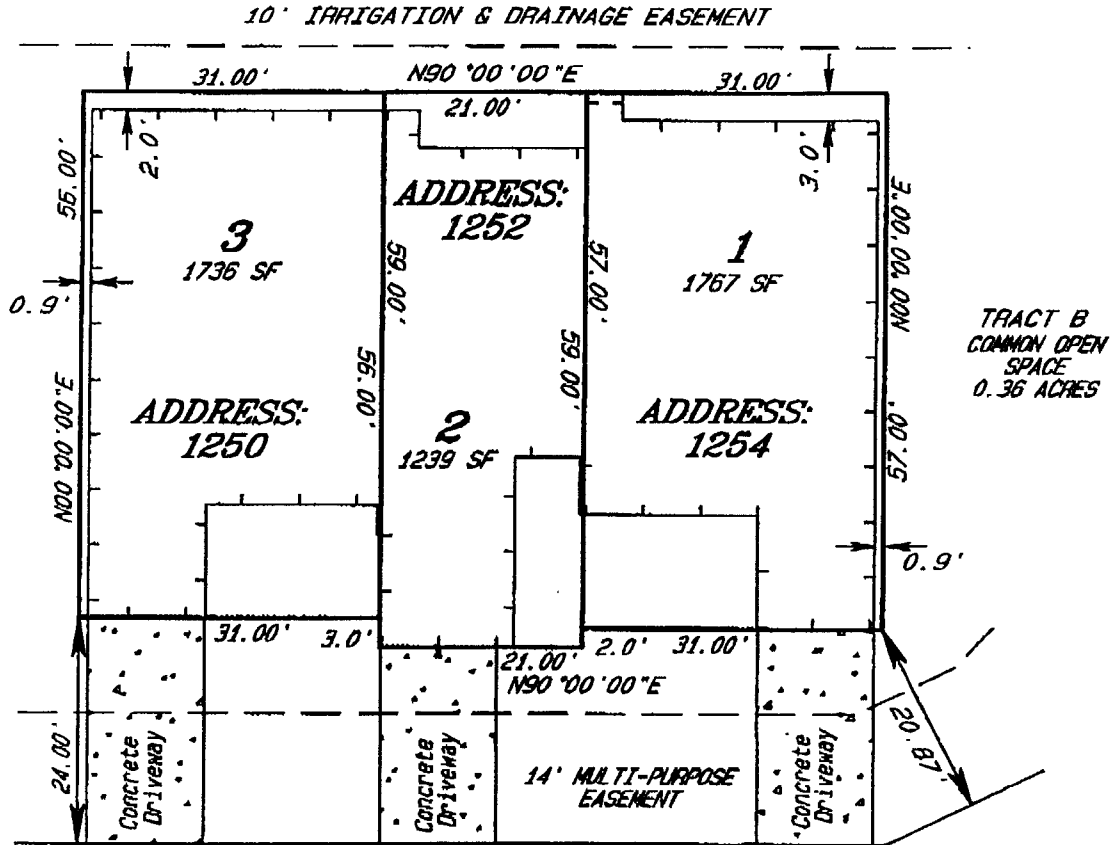 10' IRRIGATION & DRAINAGE EASEMENT
31.00'
N90°00'00"E
31.00'
21.00'
2.0'
3.0'
56.00'
ADDRESS:
1252
3
1736 SF
59.00'
57.00'
1
1767 SF
N00°00'00"E
0.9'
TRACT B
COMMON OPEN
SPACE
0.36 ACRES
56.00'
59.00'
N00°00'00"E
ADDRESS:
1250
2
1239 SF
ADDRESS:
1254
57.00'
0.9'
31.00'
3.0'
21.00'
2.0'
31.00'
N90°00'00"E
24.00'
20.87'
Concrete
Driveway
Concrete
Driveway
14' MULTI-PURPOSE
EASEMENT
Concrete
Driveway